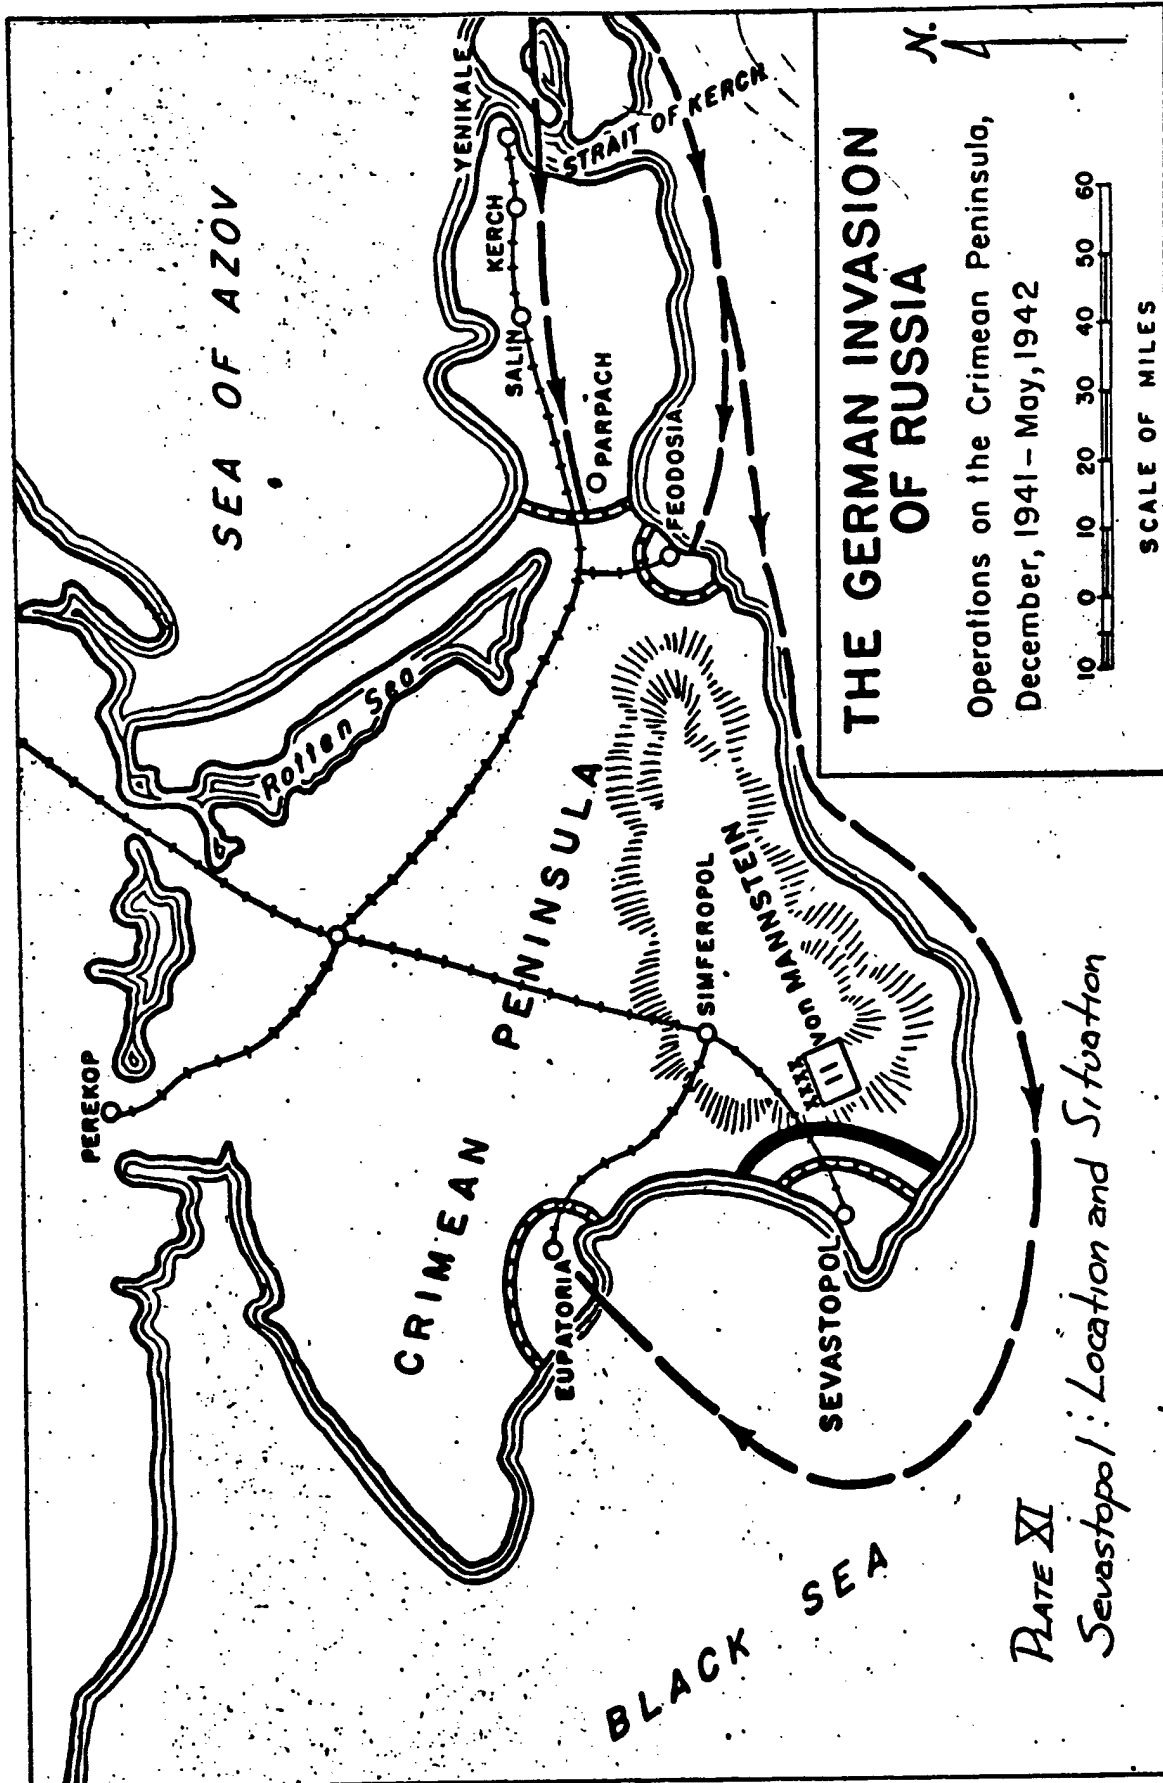 THE GERMAN INVASION
OF RUSSIA
Operations on the Crimean Peninsula,
December, 1941 – May, 1942
10 0 10 20 30 40 50 60
SCALE OF MILES
N.
SEA OF AZOV
YENIKALE
STRAIT OF KERCH
KERCH
SALIN
PARPACH
FEODOSIA
Rotten Sea
PEREKOP
CRIMEAN PENINSULA
SIMFEROPOL
XXXX
11
VON MANNSTEIN
EUPATORIA
SEVASTOPOL
BLACK SEA
PLATE XI
Sevastopol: Location and Situation